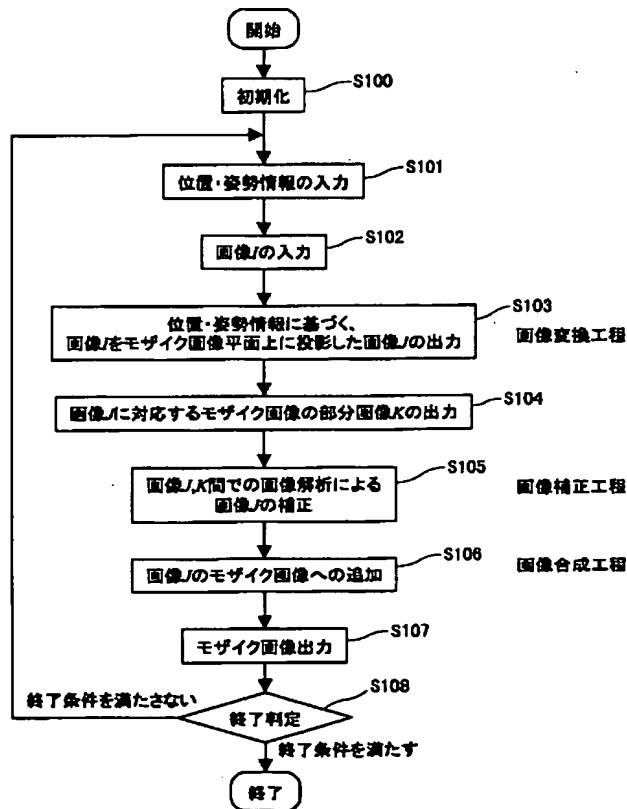 開始
初期化
S100
位置・姿勢情報の入力
S101
画像Iの入力
S102
位置・姿勢情報に基づく、
画像Iをモザイク画像平面上に投影した画像Jの出力
S103
画像変換工程
画像Jに対応するモザイク画像の部分画像Kの出力
S104
画像J,K間での画像解析による
画像Jの補正
S105
画像補正工程
画像Jのモザイク画像への追加
S106
画像合成工程
モザイク画像出力
S107
終了条件を満たさない
終了判定
S108
終了条件を満たす
終了